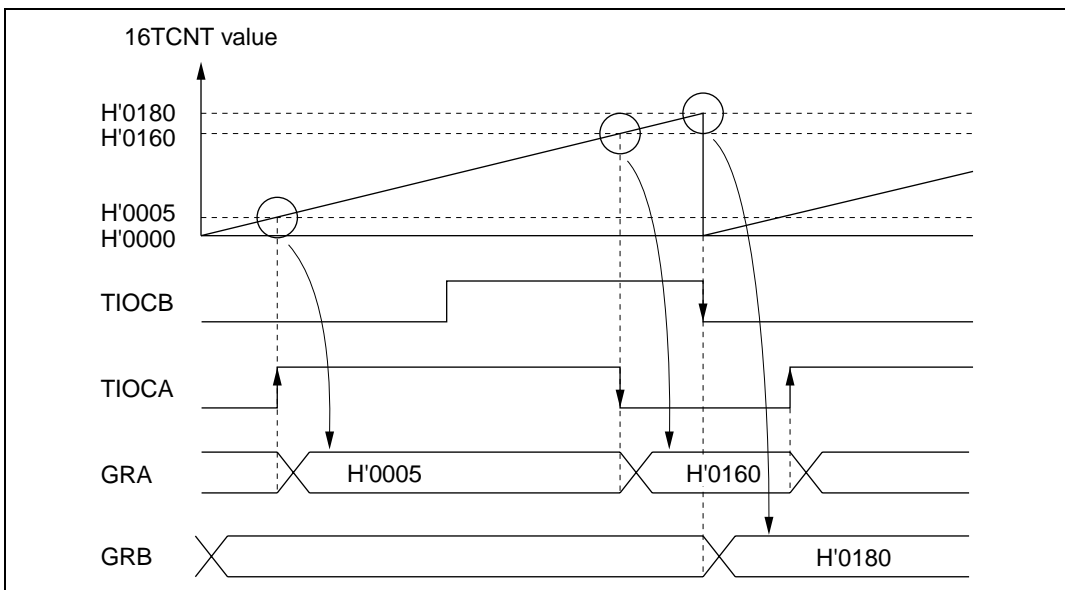 16TCNT value
H'0180
H'0160
H'0005
H'0000
TIOCB
TIOCA
GRA H'0005 H'0160
GRB H'0180